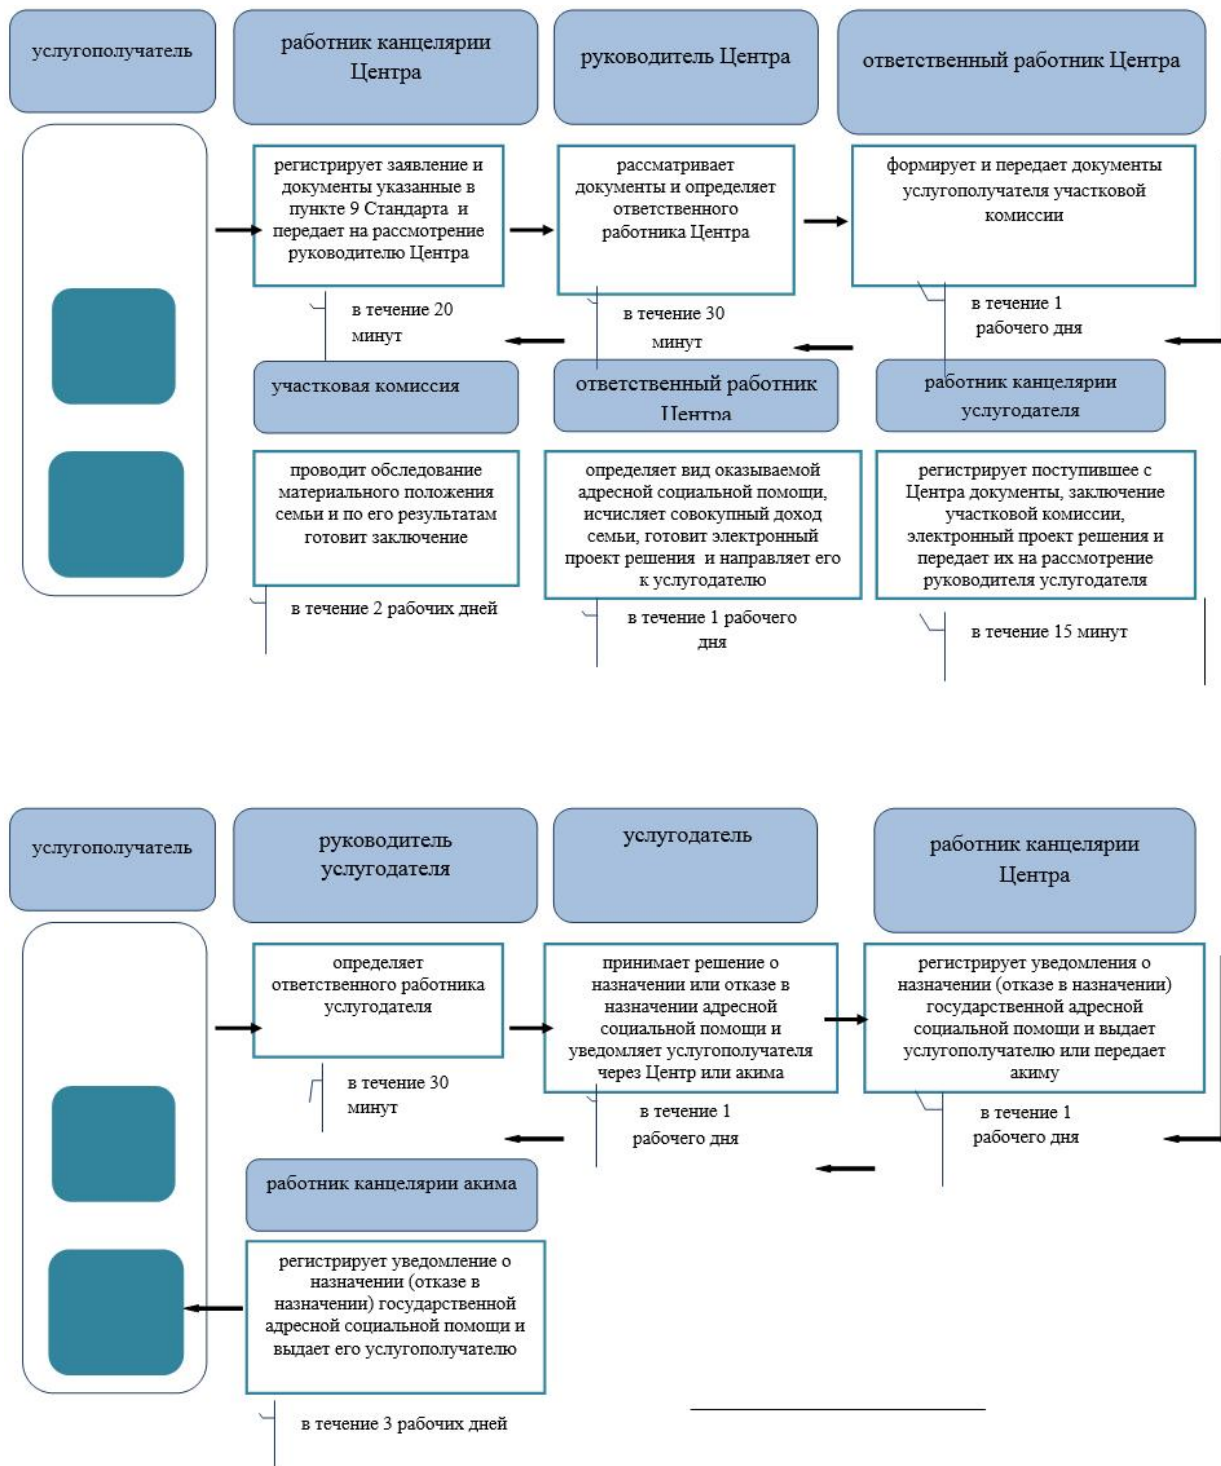 услугополучатель
работник канцелярии
Центра
руководитель Центра
ответственный работник Центра
регистрирует заявление и
документы указанные в
пункте 9 Стандарта и
передает на рассмотрение
руководителю Центра
рассматривает
документы и определяет
ответственного
работника Центра
формирует и передает документы
услугополучателя участковой
комиссии
в течение 20
минут
в течение 30
минут
в течение 1
рабочего дня
участковая комиссия
ответственный работник
Центра
работник канцелярии
услугодателя
проводит обследование
материального положения
семьи и по его результатам
готовит заключение
определяет вид оказываемой
адресной социальной помощи,
исчисляет совокупный доход
семьи, готовит электронный
проект решения и направляет его
к услугодателю
регистрирует поступившее с
Центра документы, заключение
участковой комиссии,
электронный проект решения и
передает их на рассмотрение
руководителя услугодателя
в течение 2 рабочих дней
в течение 1 рабочего
дня
в течение 15 минут
услугополучатель
руководитель
услугодателя
услугодатель
работник канцелярии
Центра
определяет
ответственного работника
услугодателя
принимает решение о
назначении или отказе в
назначении адресной
социальной помощи и
уведомляет услугополучателя
через Центр или акима
регистрирует уведомления о
назначении (отказе в назначении)
государственной адресной
социальной помощи и выдает
услугополучателю или передает
акиму
в течение 30
минут
в течение 1
рабочего дня
в течение 1
рабочего дня
работник канцелярии акима
регистрирует уведомление о
назначении (отказе в
назначении) государственной
адресной социальной помощи и
выдает его услугополучателю
в течение 3 рабочих дней